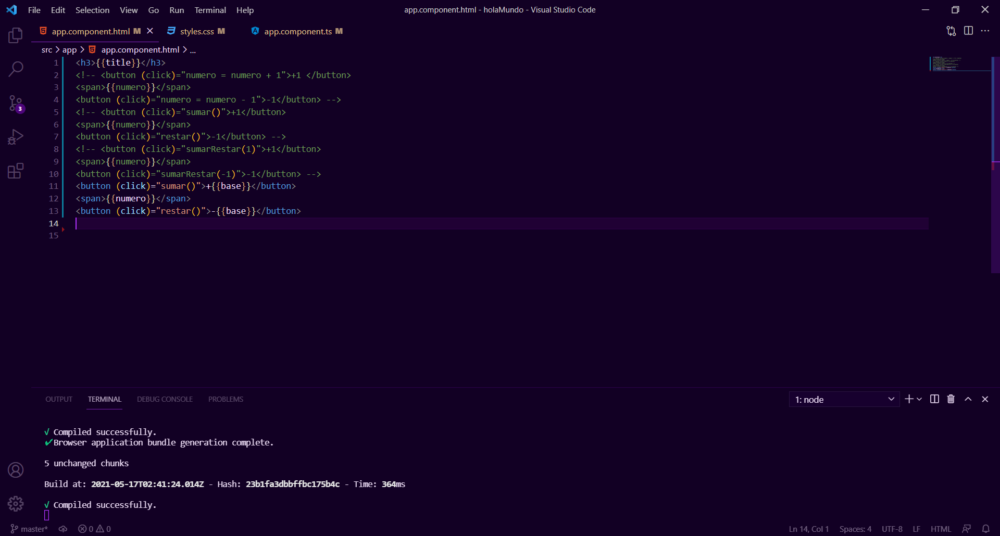 File Edit Selection View Go Run Terminal Help app.component.html - holaMundo - Visual Studio Code
app.component.html M styles.css M app.component.ts M
src > app > app.component.html > ...
1 <h3>{{title}}</h3>
2 <!-- <button (click)="numero = numero + 1">+1 </button>
3 <span>{{numero}}</span>
4 <button (click)="numero = numero - 1">-1</button> -->
5 <!-- <button (click)="sumar()">+1</button>
6 <span>{{numero}}</span>
7 <button (click)="restar()">-1</button> -->
8 <!-- <button (click)="sumarRestar(1)">+1</button>
9 <span>{{numero}}</span>
10 <button (click)="sumarRestar(-1)">-1</button> -->
11 <button (click)="sumar()">+{{base}}</button>
12 <span>{{numero}}</span>
13 <button (click)="restar()">-{{base}}</button>
14
15
3
OUTPUT TERMINAL DEBUG CONSOLE PROBLEMS 1: node
√ Compiled successfully.
✔Browser application bundle generation complete.
5 unchanged chunks
Build at: 2021-05-17T02:41:24.014Z - Hash: 23b1fa3dbbffbc175b4c - Time: 364ms
√ Compiled successfully.
master* 0 0 Ln 14, Col 1 Spaces: 4 UTF-8 LF HTML